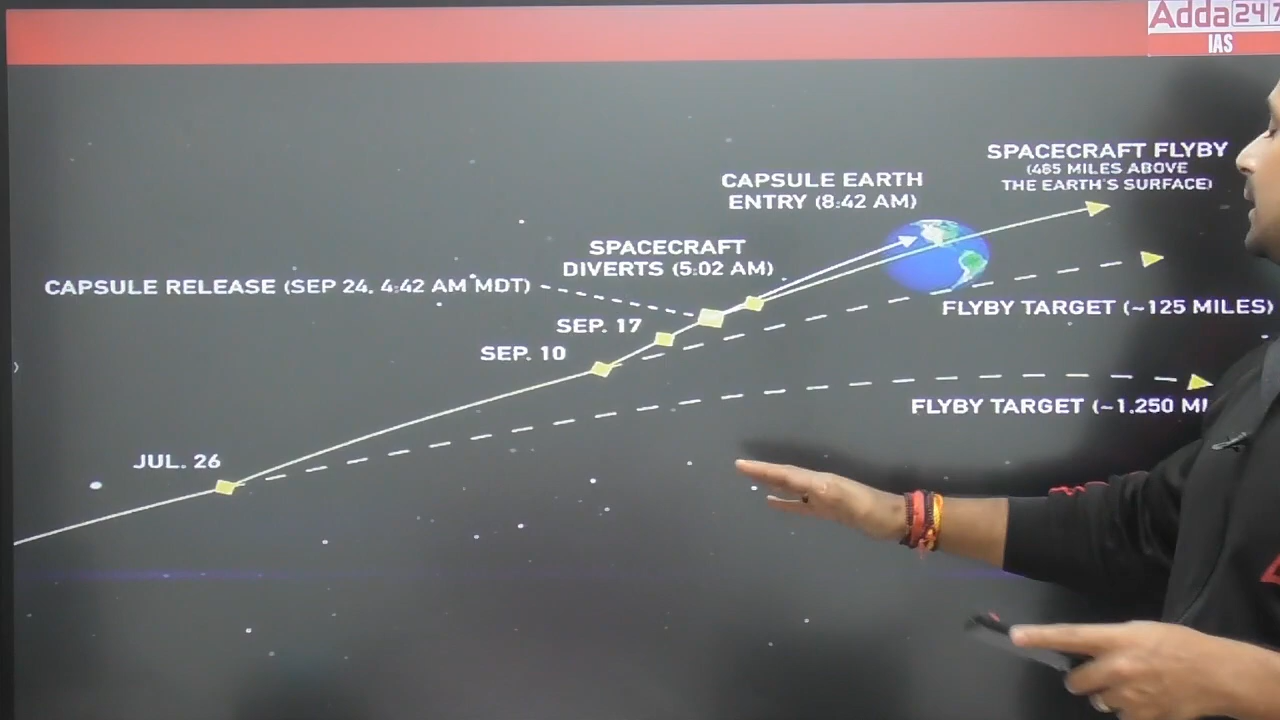 Adda247
IAS
SPACECRAFT FLYBY
(485 MILES ABOVE
THE EARTH'S SURFACE)
CAPSULE EARTH
ENTRY (8:42 AM)
SPACECRAFT
DIVERTS (5:02 AM)
CAPSULE RELEASE (SEP 24, 4:42 AM MDT)
FLYBY TARGET (~125 MILES)
SEP. 17
SEP. 10
FLYBY TARGET (~1,250 MI
JUL. 26